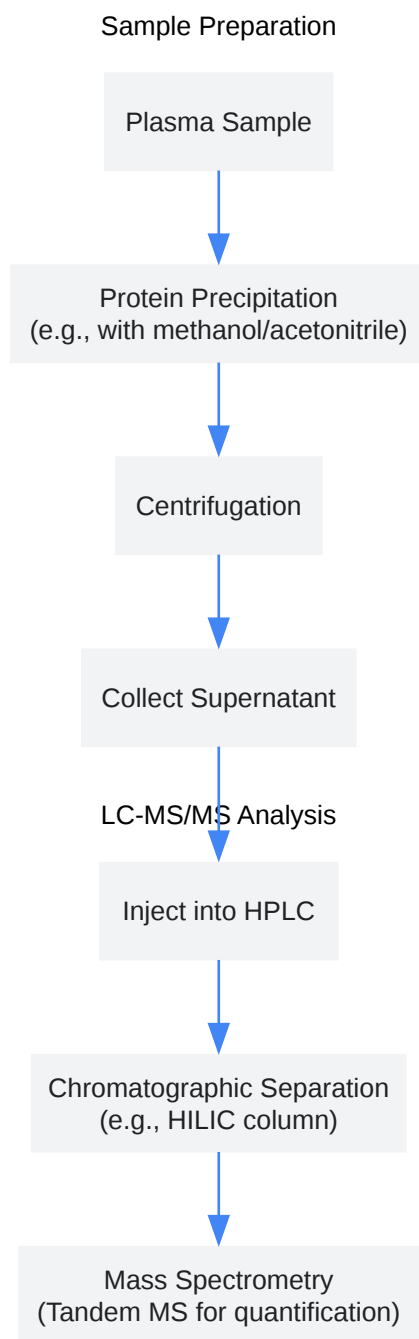 Sample Preparation
Plasma Sample
Protein Precipitation
(e.g., with methanol/acetonitrile)
Centrifugation
Collect Supernatant
LC-MS/MS Analysis
Inject into HPLC
Chromatographic Separation
(e.g., HILIC column)
Mass Spectrometry
(Tandem MS for quantification)